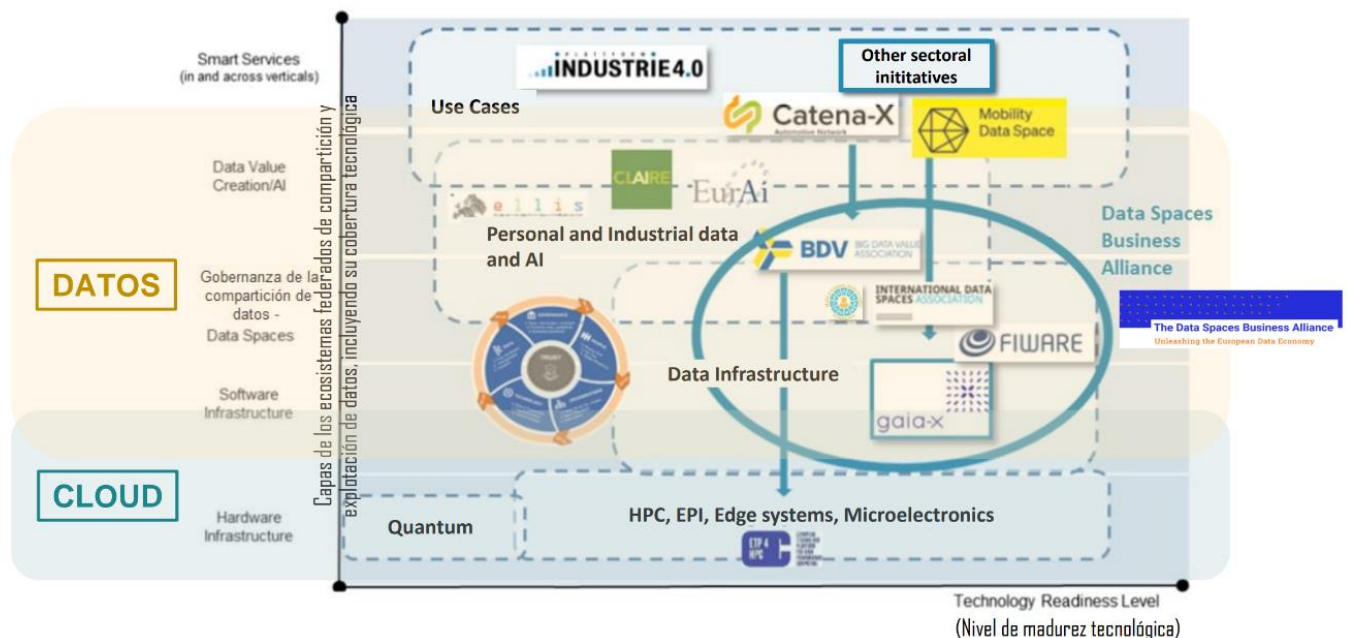 Smart Services
(in and across verticals)
Data Value
Creation/AI
Gobernanza de la
compartición de
datos -
Data Spaces
Software
Infrastructure
Hardware
Infrastructure
DATOS
CLOUD
Capas de los ecosistemas federados de compartición y
explotación de datos, incluyendo su cobertura tecnológica
PLATTFORM
INDUSTRIE4.0
Other sectoral
inititatives
Use Cases
Catena-X
Automotive Network
Mobility
Data Space
CLAIRE
EurAi
ellis
Personal and Industrial data
and AI
BDV BIG DATA VALUE
ASSOCIATION
INTERNATIONAL DATA
SPACES ASSOCIATION
FIWARE
TRUST
Data Infrastructure
gaia-x
Data Spaces
Business
Alliance
The Data Spaces Business Alliance
Unleashing the European Data Economy
Quantum
HPC, EPI, Edge systems, Microelectronics
ETP 4
HPC
Technology Readiness Level
(Nivel de madurez tecnológica)